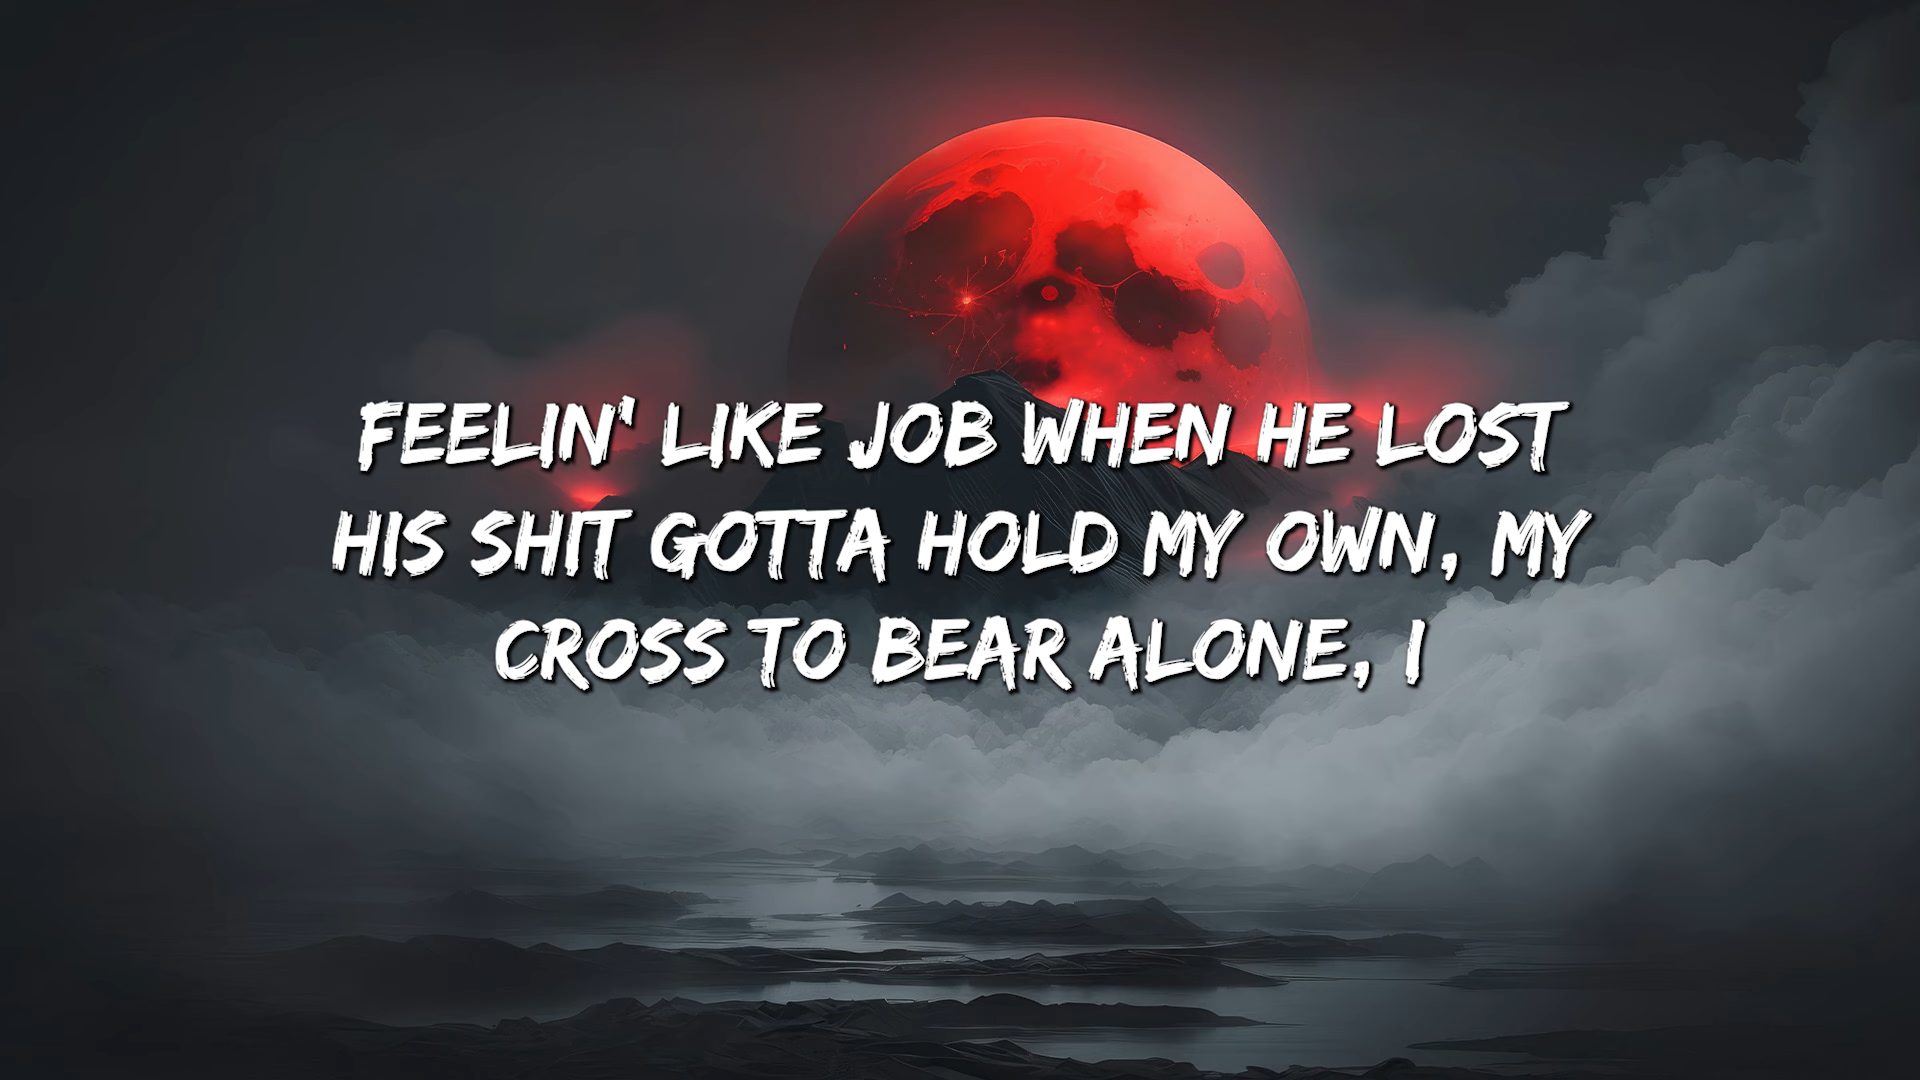 FEELIN' LIKE JOB WHEN HE LOST
HIS SHIT GOTTA HOLD MY OWN, MY
CROSS TO BEAR ALONE, I